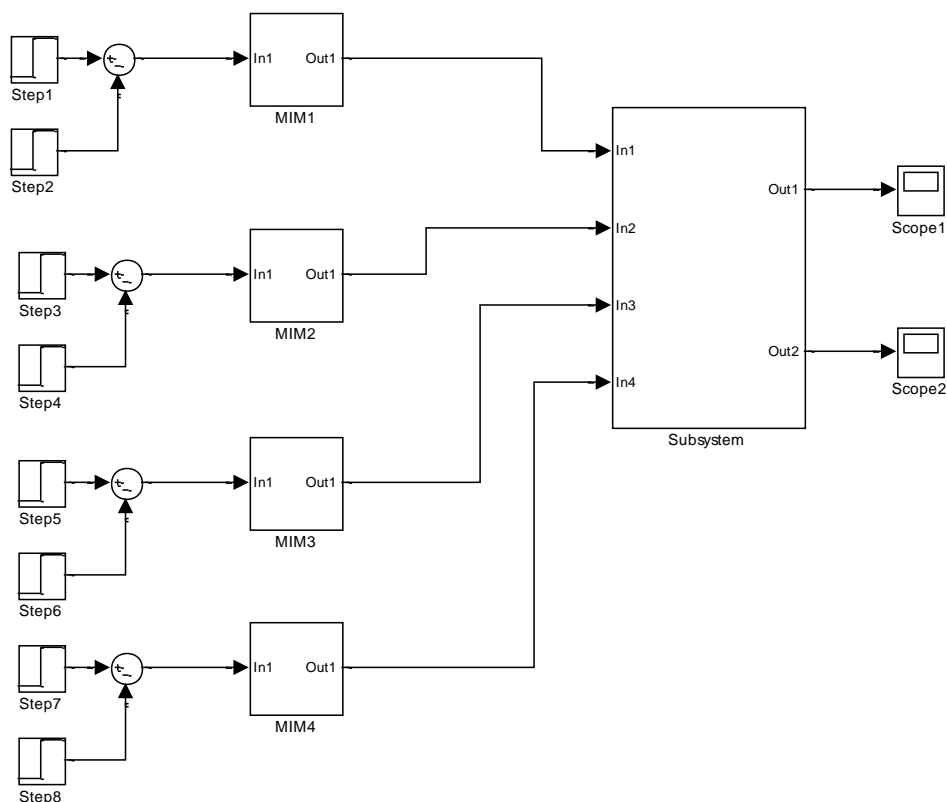 In1
Out1
MIM1
Step1
Step2
In1
In2
In3
In4
Out1
Out2
Subsystem
Scope1
Scope2
In1
Out1
MIM2
Step3
Step4
In1
Out1
MIM3
Step5
Step6
In1
Out1
MIM4
Step7
Step8